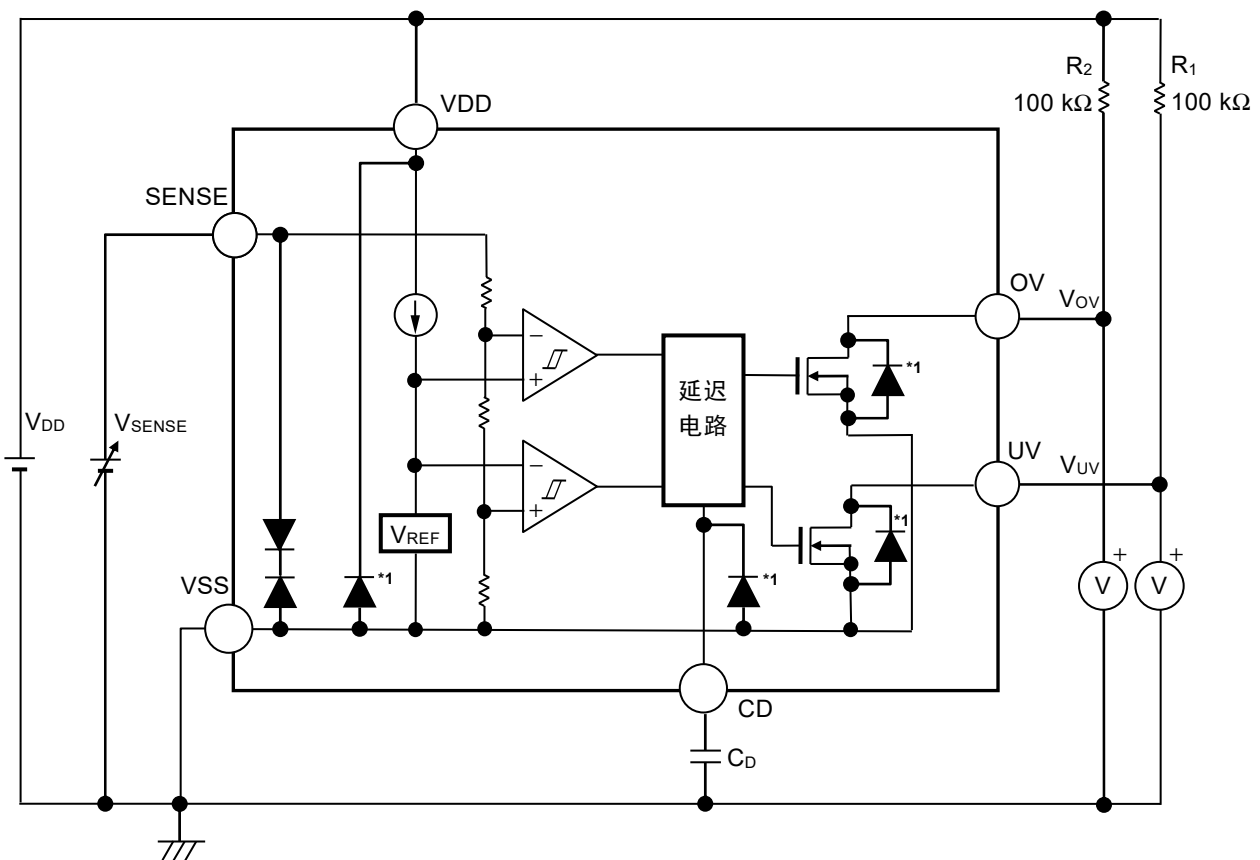 R2
100 kΩ
R1
100 kΩ
VDD
SENSE
OV
VOV
*1
延迟
电路
VDD
VSENSE
UV
VUV
*1
VREF
*1
*1
VSS
CD
CD
−
+
−
+
+
+
V
V